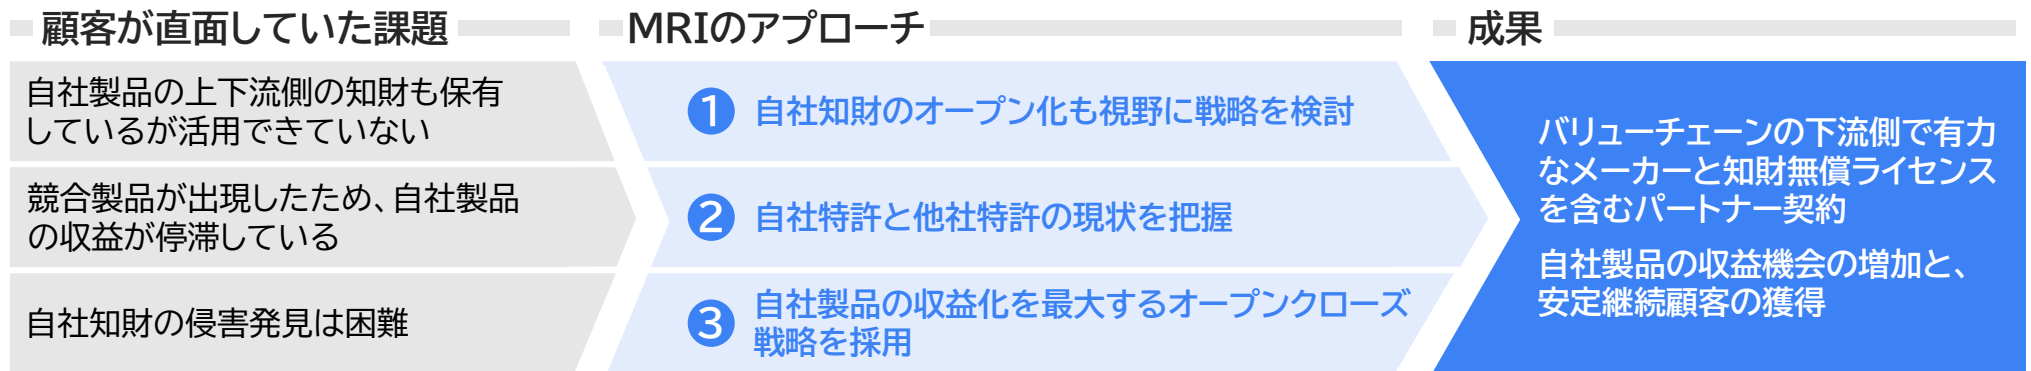 顧客が直面していた課題
自社製品の上下流側の知財も保有
しているが活用できていない
競合製品が出現したため、自社製品
の収益が停滞している
自社知財の侵害発見は困難
MRIのアプローチ
1 自社知財のオープン化も視野に戦略を検討
2 自社特許と他社特許の現状を把握
3 自社製品の収益化を最大するオープンクローズ
戦略を採用
成果
バリューチェーンの下流側で有力
なメーカーと知財無償ライセンス
を含むパートナー契約
自社製品の収益機会の増加と、
安定継続顧客の獲得